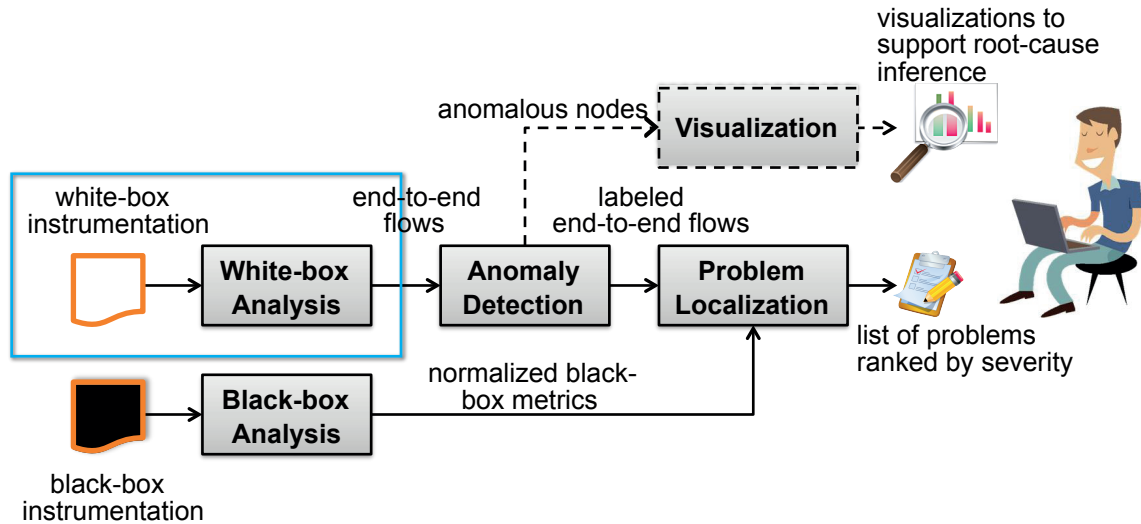 visualizations to
support root-cause
inference
anomalous nodes
Visualization
white-box
instrumentation
end-to-end
flows
labeled
end-to-end flows
White-box
Analysis
Anomaly
Detection
Problem
Localization
list of problems
ranked by severity
normalized black-
box metrics
Black-box
Analysis
black-box
instrumentation